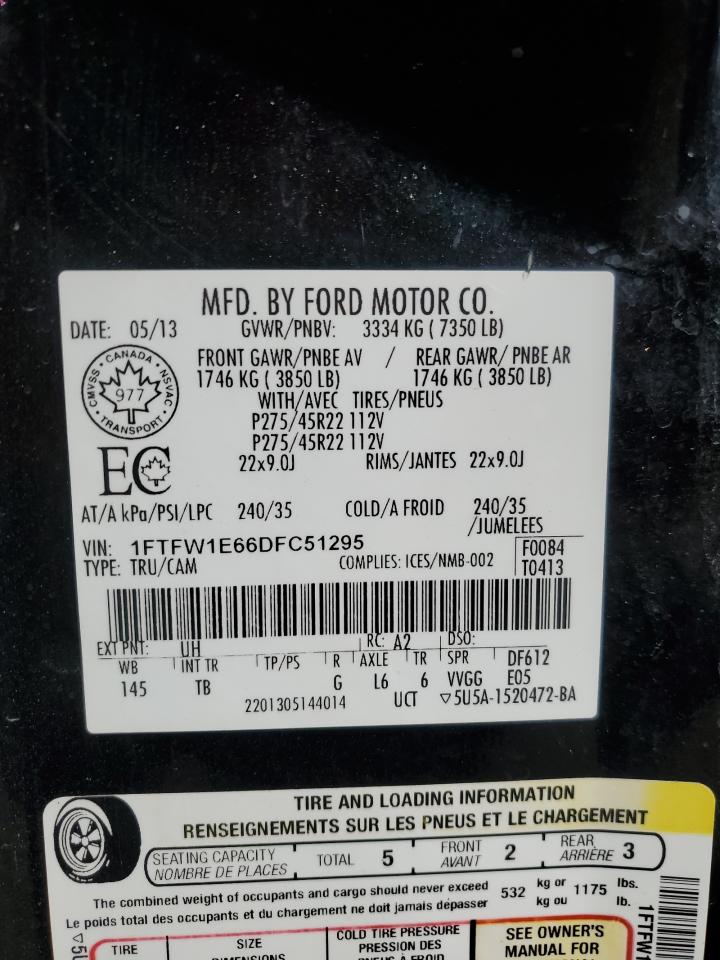 MFD. BY FORD MOTOR CO.
DATE: 05/13 GVWR/PNBV: 3334 KG ( 7350 LB)
FRONT GAWR/PNBE AV / REAR GAWR/ PNBE AR
1746 KG ( 3850 LB) 1746 KG ( 3850 LB)
WITH/AVEC TIRES/PNEUS
P275/45R22 112V
P275/45R22 112V
22x9.0J RIMS/JANTES 22x9.0J
CANADA
CMVSS 977 NSVAC
TRANSPORT
EC
AT/A kPa/PSI/LPC 240/35 COLD/A FROID 240/35
/JUMELEES
VIN: 1FTFW1E66DFC51295 F0084
TYPE: TRU/CAM COMPLIES: ICES/NMB-002 T0413
EXT PNT: UH RC: A2 DSO:
WB INT TR TP/PS R AXLE TR SPR DF612
145 TB G L6 6 VVGG E05
2201305144014 UCT ▽5U5A-1520472-BA
TIRE AND LOADING INFORMATION
RENSEIGNEMENTS SUR LES PNEUS ET LE CHARGEMENT
SEATING CAPACITY TOTAL 5 FRONT 2 REAR 3
NOMBRE DE PLACES AVANT ARRIÈRE
The combined weight of occupants and cargo should never exceed 532 kg or 1175 lbs.
Le poids total des occupants et du chargement ne doit jamais dépasser kg ou lb.
TIRE SIZE COLD TIRE PRESSURE SEE OWNER'S
PRESSION DES MANUAL FOR